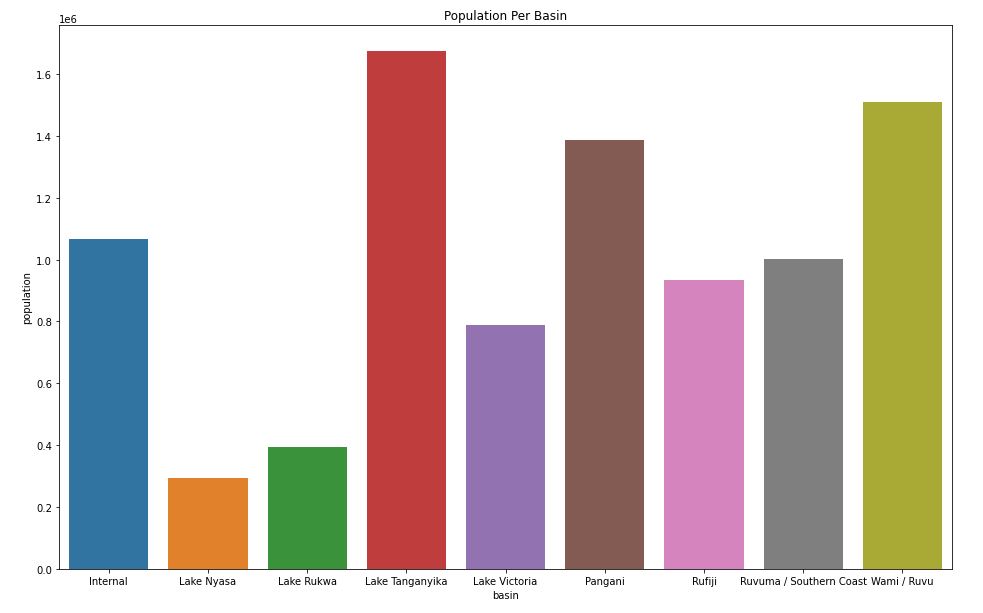 Population Per Basin
1e6
1.6
1.4
1.2
1.0
0.8
0.6
0.4
0.2
0.0
population
Internal Lake Nyasa Lake Rukwa Lake Tanganyika Lake Victoria Pangani Rufiji Ruvuma / Southern Coast Wami / Ruvu
basin